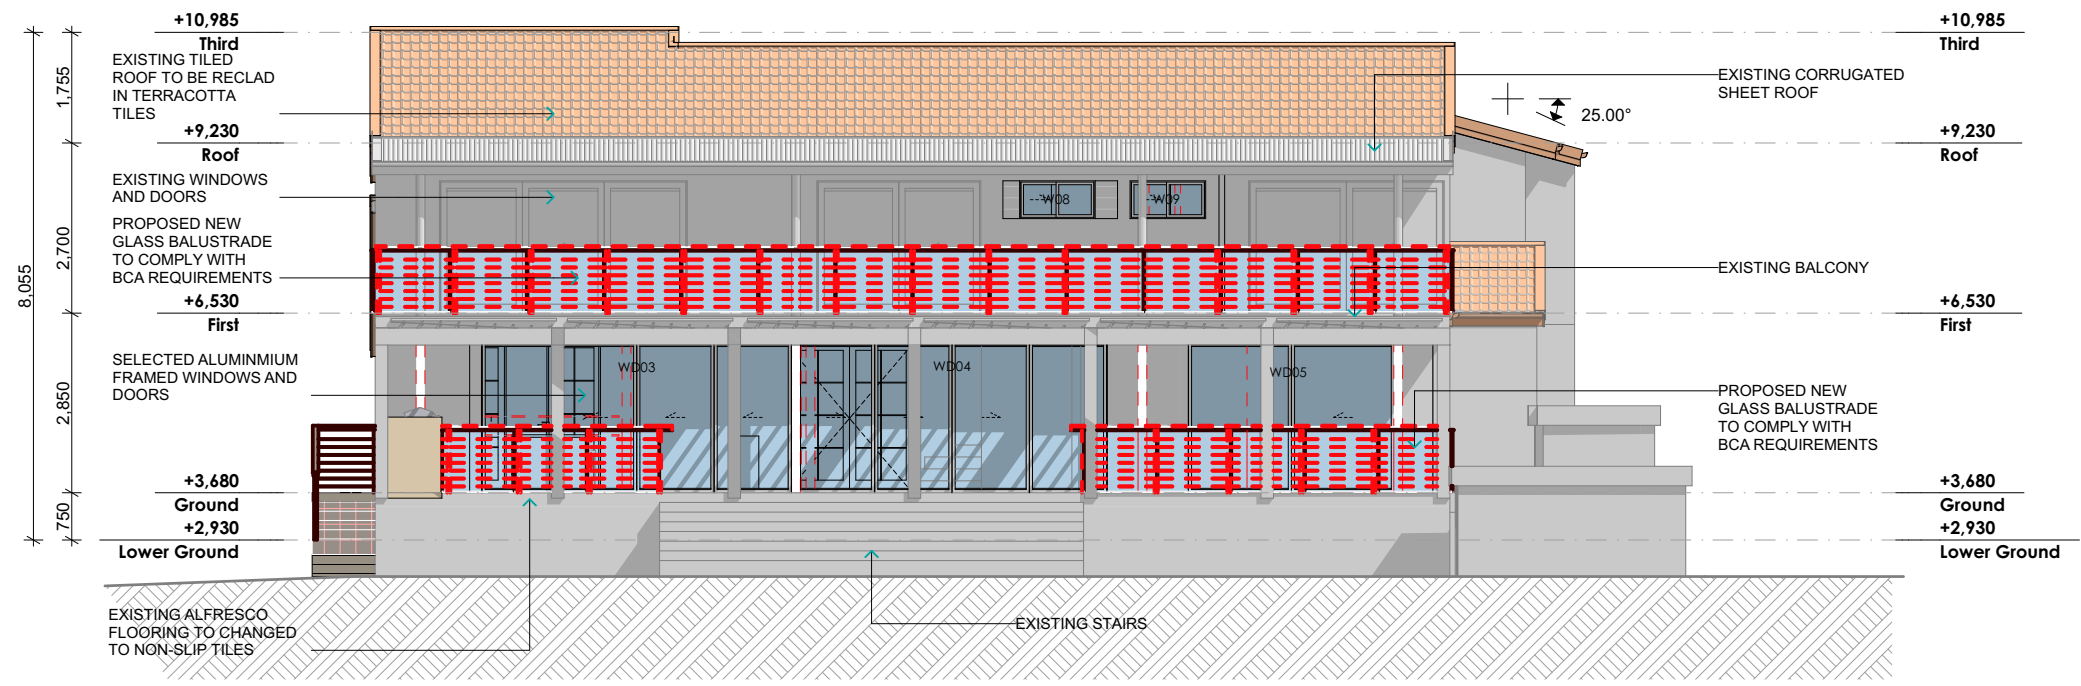 +10,985
Third
EXISTING TILED
ROOF TO BE RECLAD
IN TERRACOTTA
TILES
+9,230
Roof
EXISTING WINDOWS
AND DOORS
PROPOSED NEW
GLASS BALUSTRADE
TO COMPLY WITH
BCA REQUIREMENTS
+6,530
First
SELECTED ALUMINMIUM
FRAMED WINDOWS AND
DOORS
+3,680
Ground
+2,930
Lower Ground
EXISTING ALFRESCO
FLOORING TO CHANGED
TO NON-SLIP TILES
8,055
1,755
2,700
2,850
750
W08
W09
WD03
WD04
WD05
EXISTING STAIRS
+10,985
Third
EXISTING CORRUGATED
SHEET ROOF
25.00°
+9,230
Roof
EXISTING BALCONY
+6,530
First
PROPOSED NEW
GLASS BALUSTRADE
TO COMPLY WITH
BCA REQUIREMENTS
+3,680
Ground
+2,930
Lower Ground